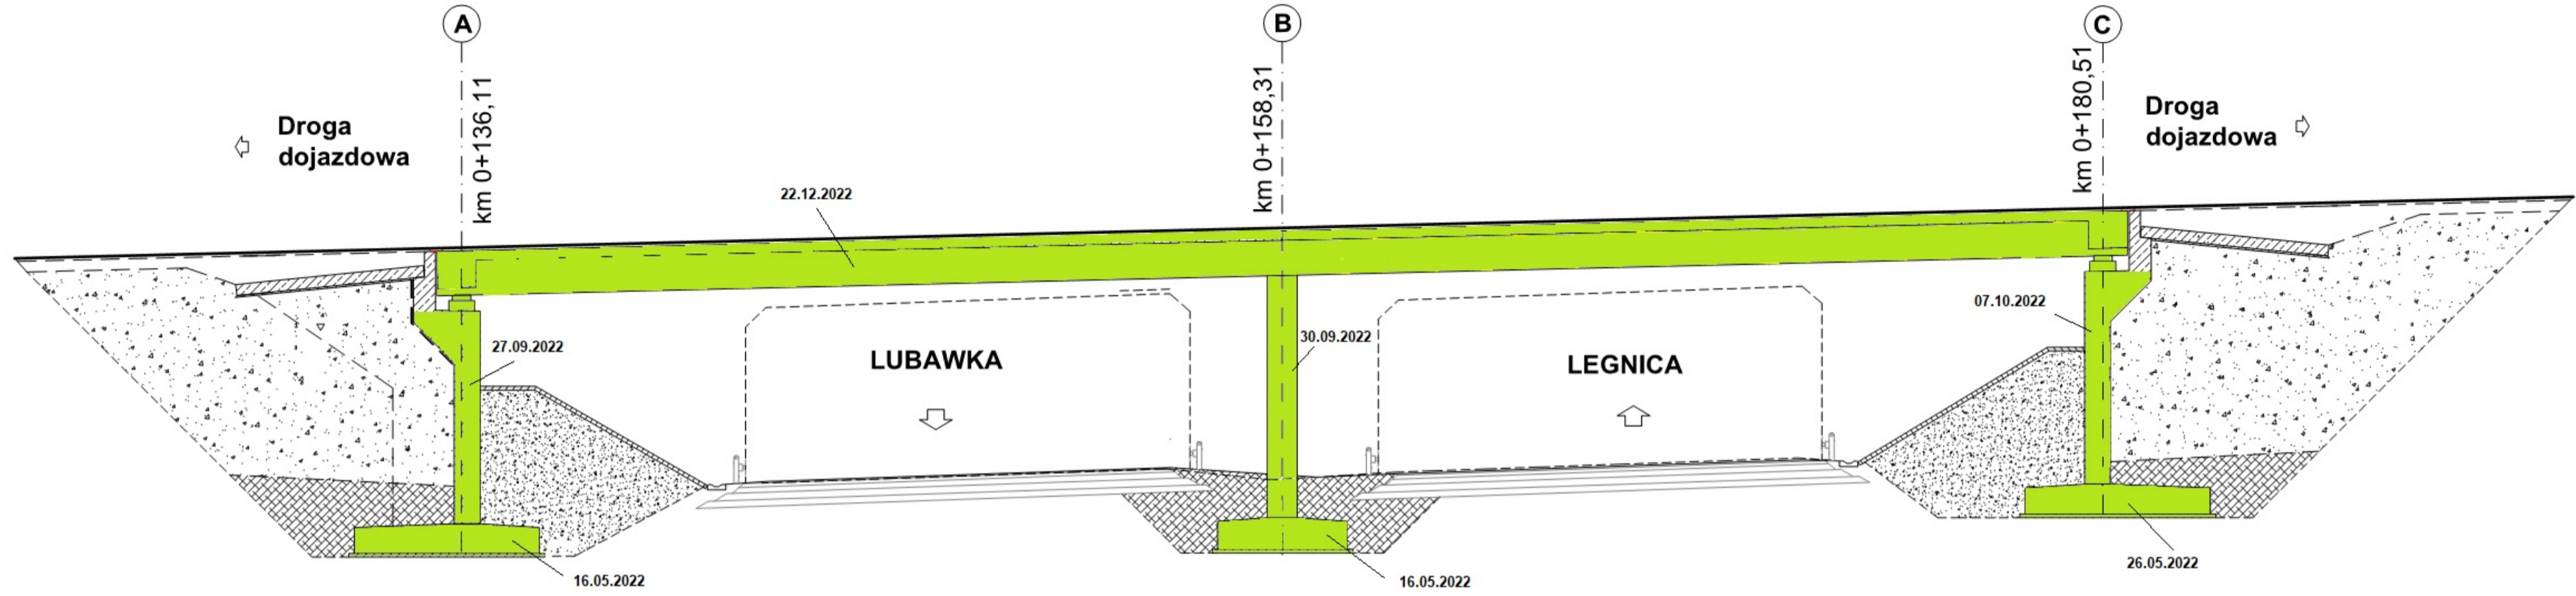 A
B
C
km 0+136,11
km 0+158,31
km 0+180,51
Droga
dojazdowa
Droga
dojazdowa
22.12.2022
27.09.2022
30.09.2022
07.10.2022
LUBAWKA
LEGNICA
16.05.2022
16.05.2022
26.05.2022